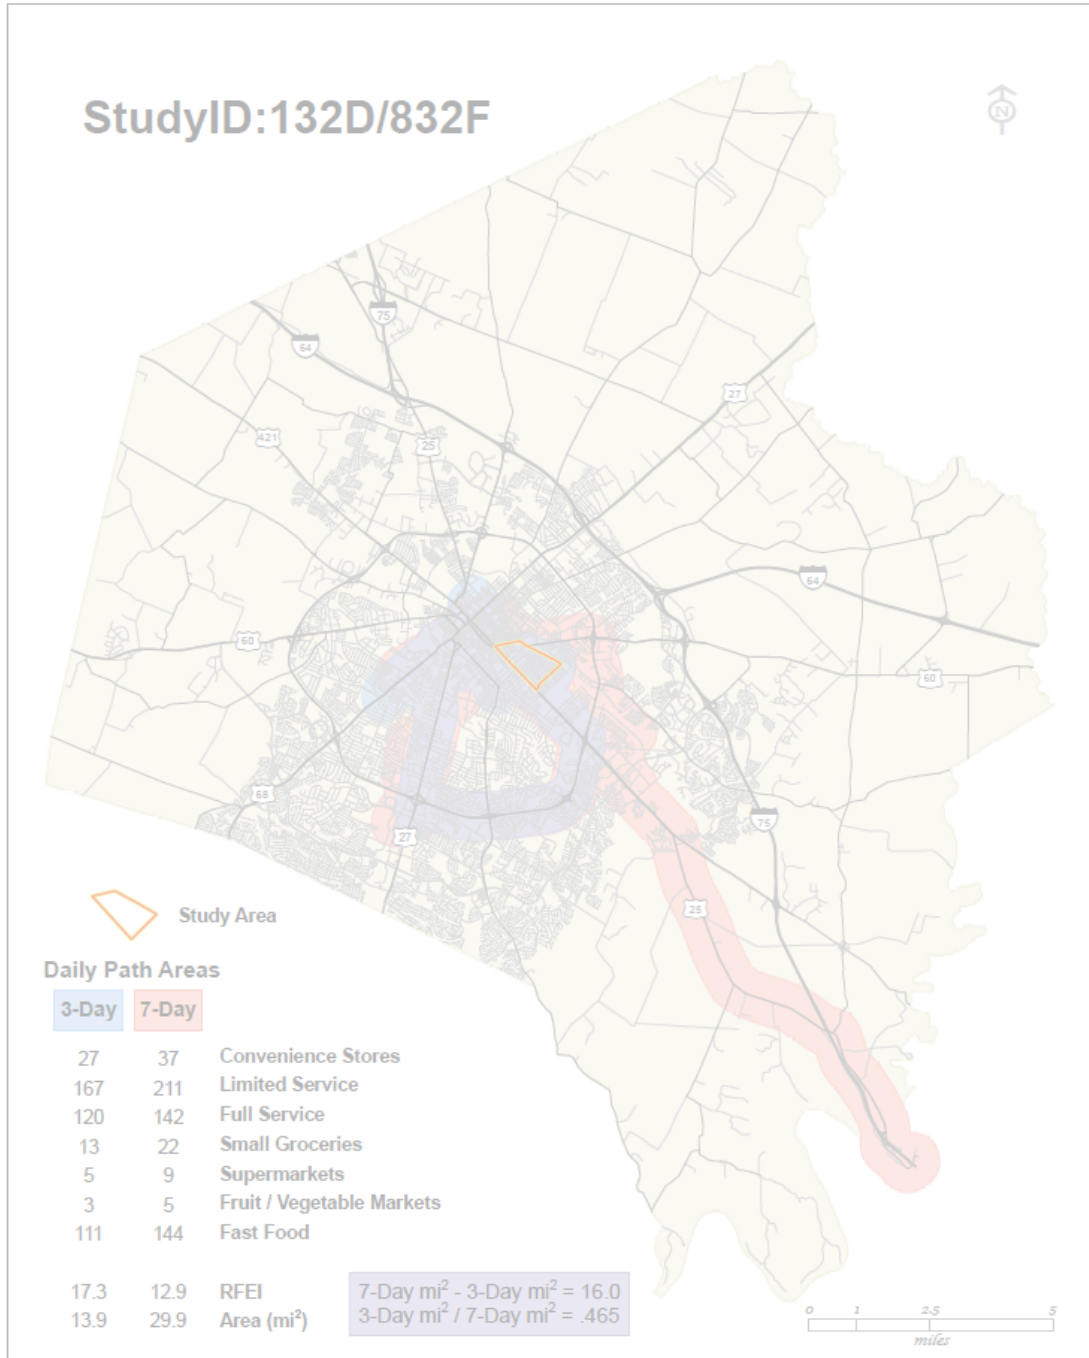 StudyID:132D/832F
N
75
64
27
421
25
64
60
60
68
27
75
25
Study Area
Daily Path Areas
3-Day 7-Day
27 37 Convenience Stores
167 211 Limited Service
120 142 Full Service
13 22 Small Groceries
5 9 Supermarkets
3 5 Fruit / Vegetable Markets
111 144 Fast Food
17.3 12.9 RFEI
13.9 29.9 Area (mi²)
7-Day mi² - 3-Day mi² = 16.0
3-Day mi² / 7-Day mi² = .465
0 1 2.5 5
miles